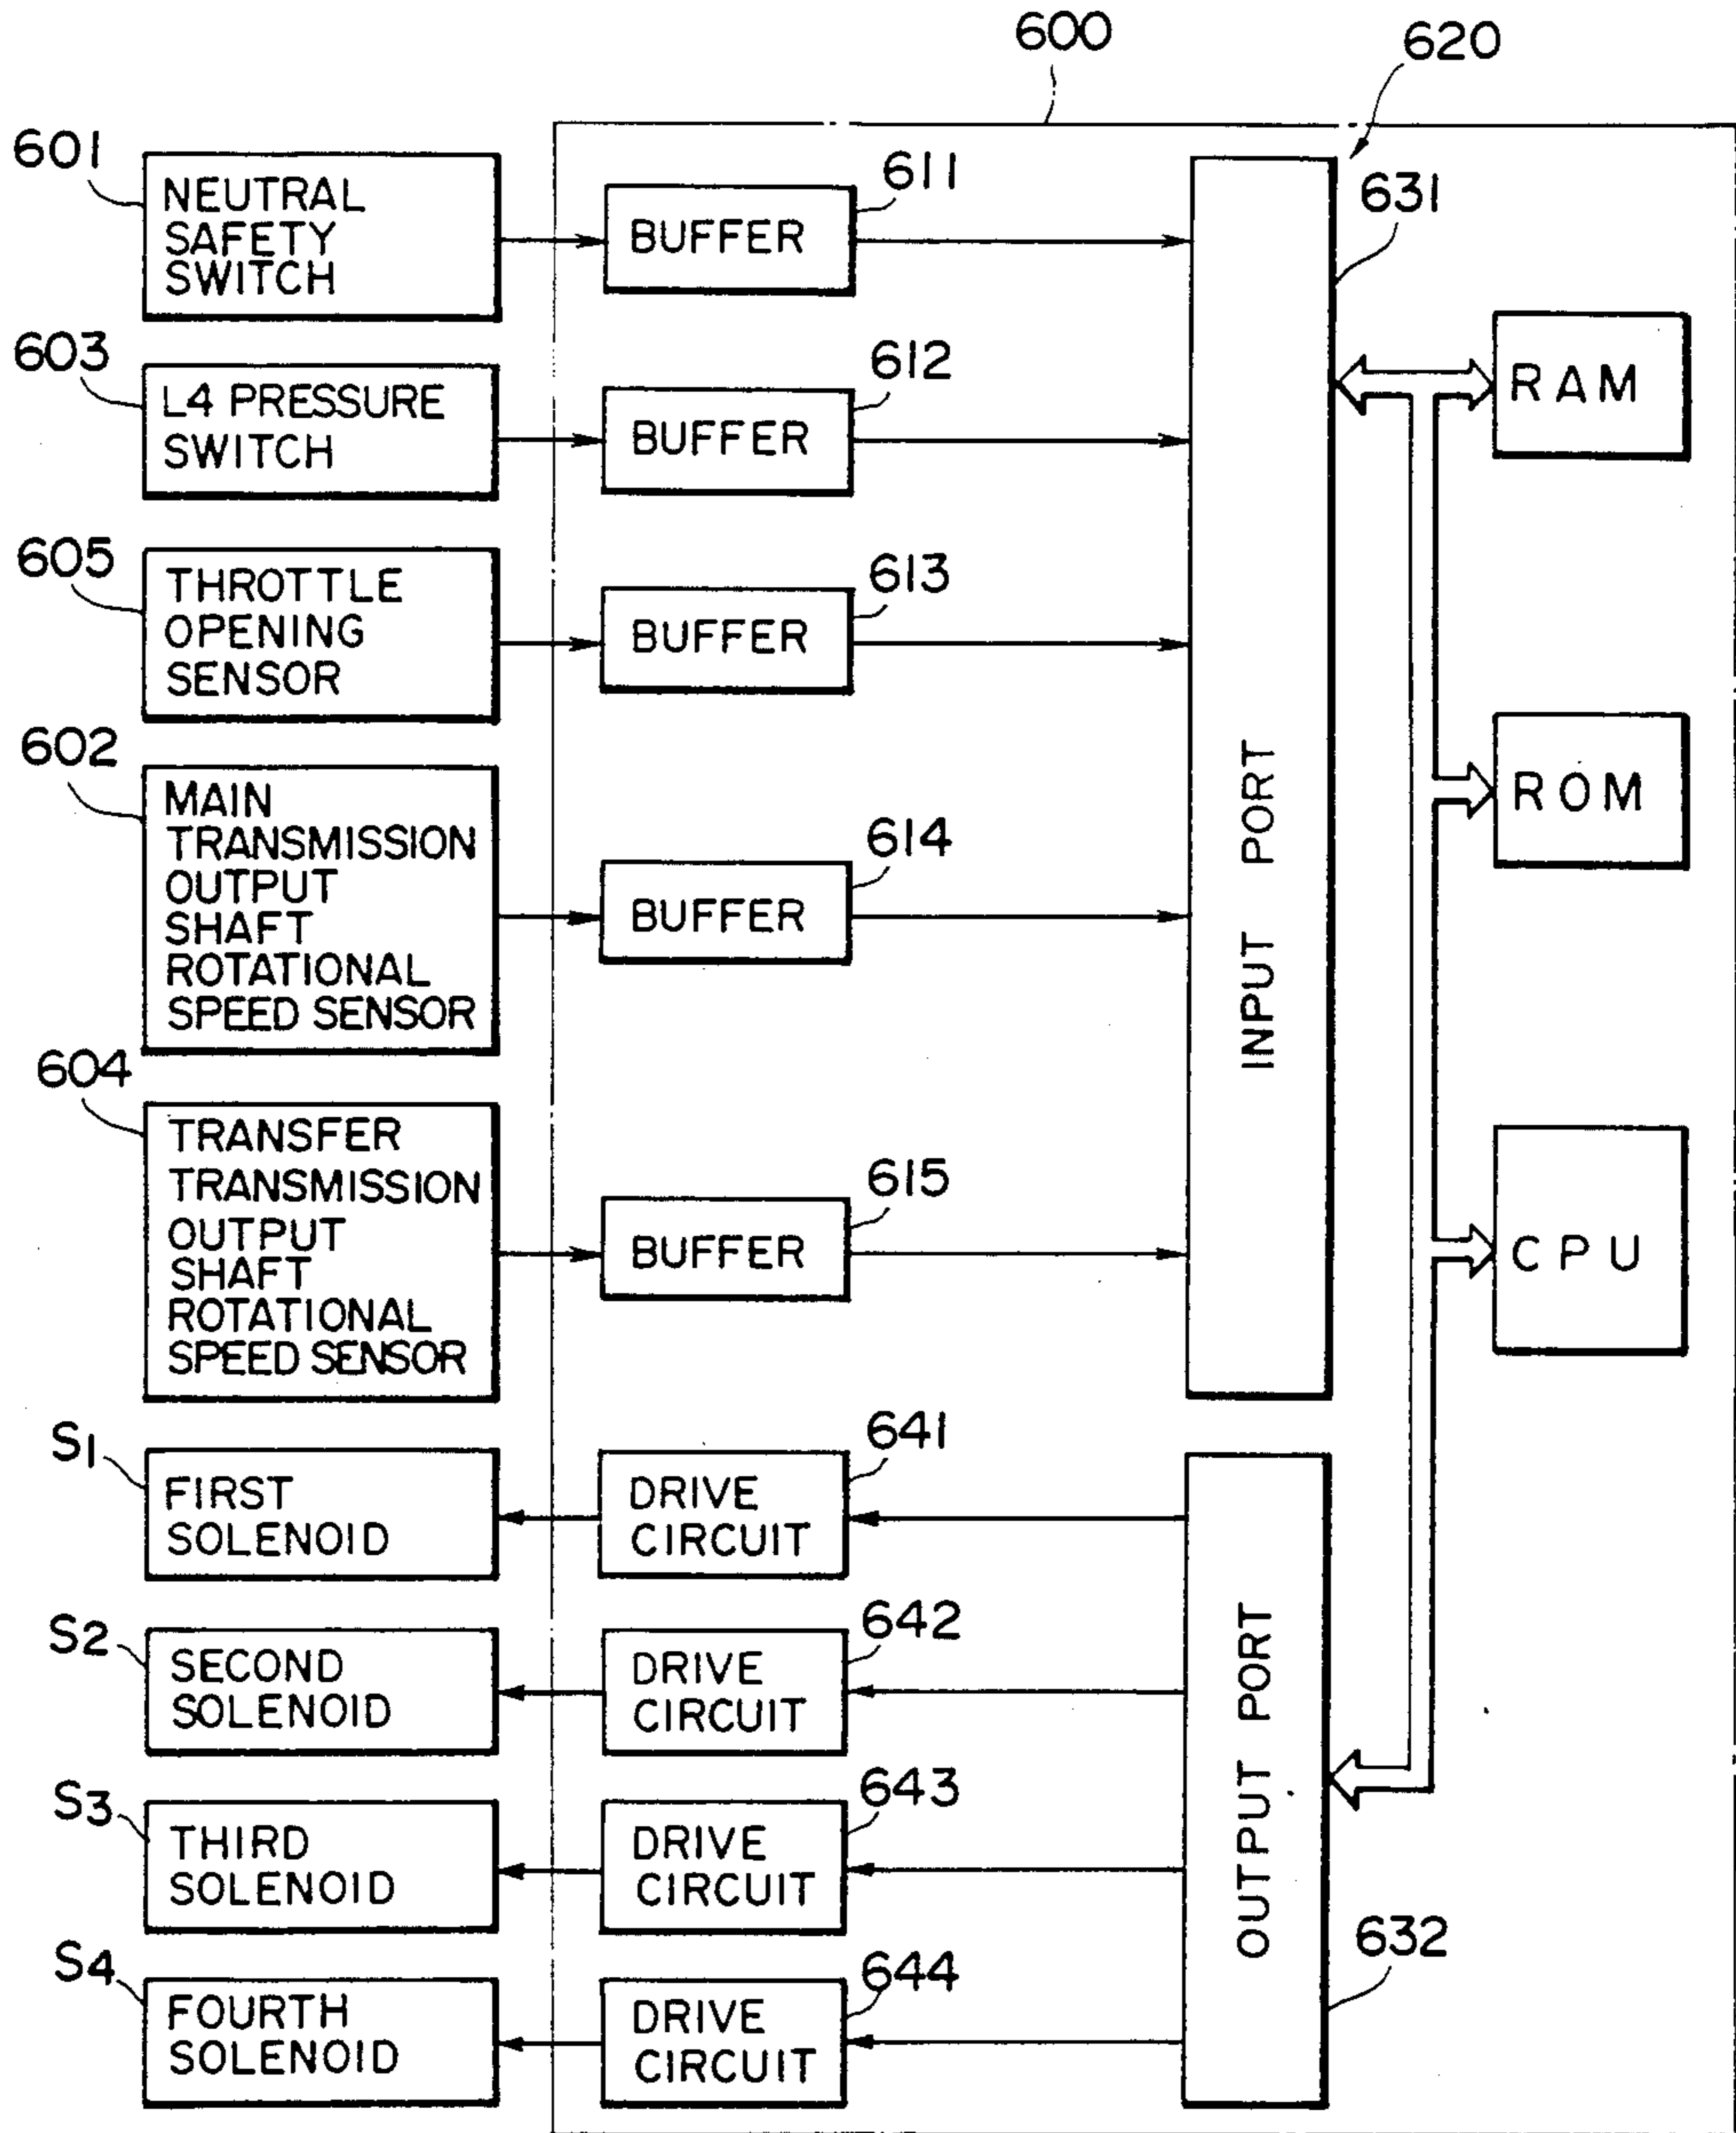 600
620
601
NEUTRAL
SAFETY
SWITCH
611
BUFFER
631
603
L4 PRESSURE
SWITCH
612
BUFFER
RAM
605
THROTTLE
OPENING
SENSOR
613
BUFFER
602
MAIN
TRANSMISSION
OUTPUT
SHAFT
ROTATIONAL
SPEED SENSOR
614
BUFFER
INPUT PORT
ROM
604
TRANSFER
TRANSMISSION
OUTPUT
SHAFT
ROTATIONAL
SPEED SENSOR
615
BUFFER
CPU
S1
FIRST
SOLENOID
641
DRIVE
CIRCUIT
S2
SECOND
SOLENOID
642
DRIVE
CIRCUIT
OUTPUT PORT
S3
THIRD
SOLENOID
643
DRIVE
CIRCUIT
632
S4
FOURTH
SOLENOID
644
DRIVE
CIRCUIT